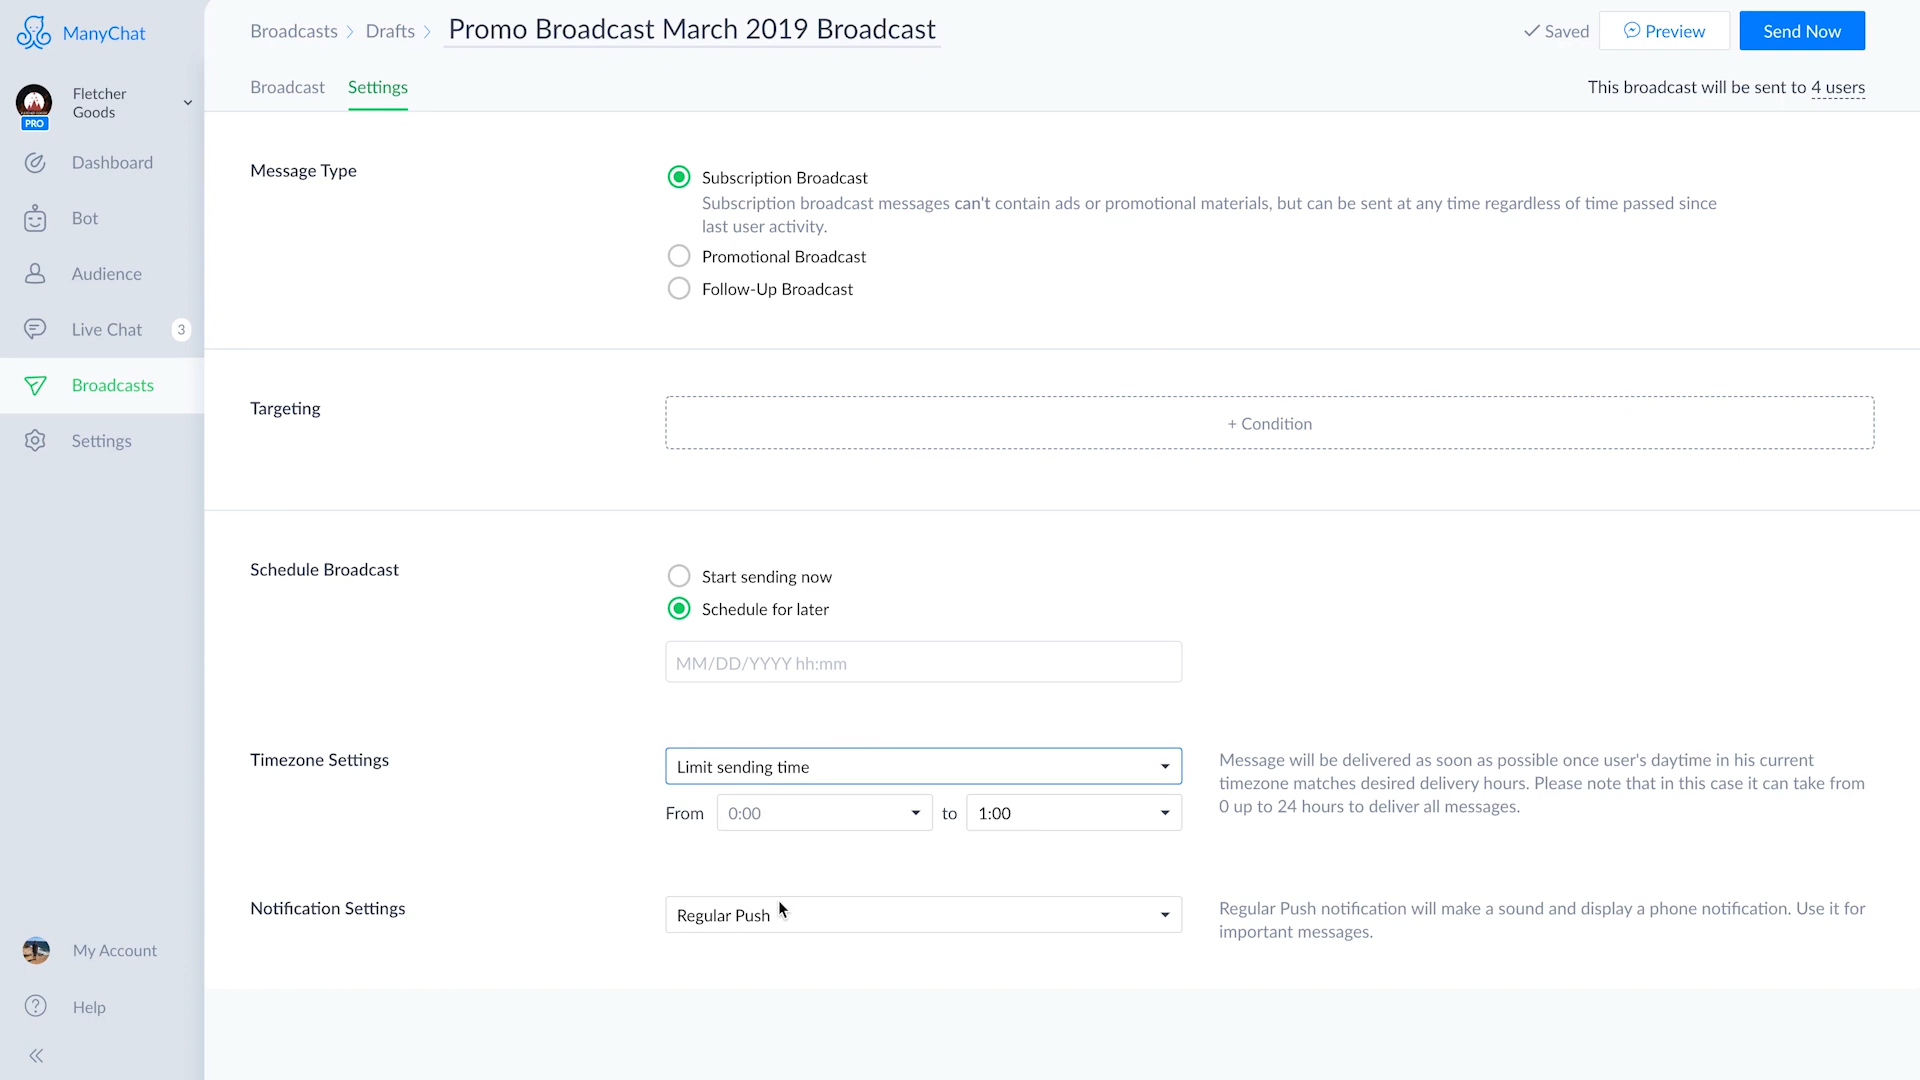 ManyChat
Broadcasts
Drafts
Promo Broadcast March 2019 Broadcast
Saved
Preview
Send Now
Fletcher
Goods
PRO
Broadcast
Settings
This broadcast will be sent to 4 users
Dashboard
Bot
Audience
Live Chat
3
Broadcasts
Settings
Message Type
Subscription Broadcast
Subscription broadcast messages can't contain ads or promotional materials, but can be sent at any time regardless of time passed since
last user activity.
Promotional Broadcast
Follow-Up Broadcast
Targeting
+ Condition
Schedule Broadcast
Start sending now
Schedule for later
MM/DD/YYYY hh:mm
Timezone Settings
Limit sending time
From 0:00 to 1:00
Message will be delivered as soon as possible once user's daytime in his current
timezone matches desired delivery hours. Please note that in this case it can take from
0 up to 24 hours to deliver all messages.
Notification Settings
Regular Push
Regular Push notification will make a sound and display a phone notification. Use it for
important messages.
My Account
Help